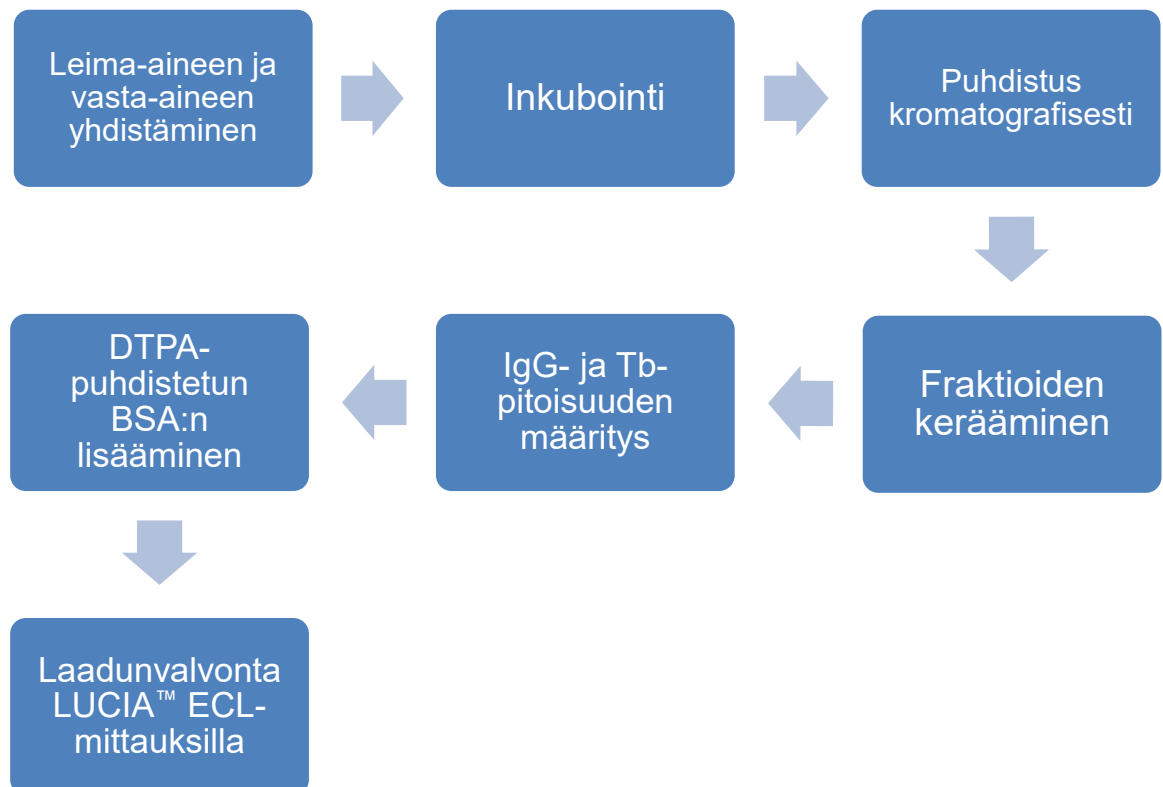 Leima-aineen ja
vasta-aineen
yhdistäminen
Inkubointi
Puhdistus
kromatografisesti
Fraktioiden
kerääminen
IgG- ja Tb-
pitoisuuden
määritys
DTPA-
puhdistetun
BSA:n
lisääminen
Laadunvalvonta
LUCIA™ ECL-
mittauksilla